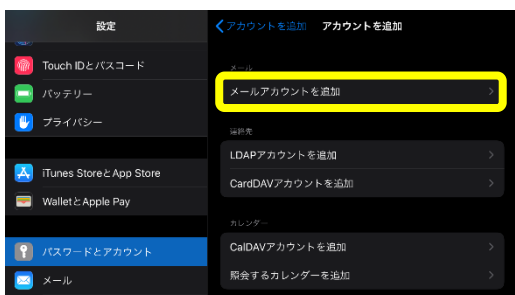 設定
アカウントを追加 アカウントを追加
Touch IDとパスコード
バッテリー
プライバシー
iTunes StoreとApp Store
WalletとApple Pay
パスワードとアカウント
メール
メール
メールアカウントを追加
連絡先
LDAPアカウントを追加
CardDAVアカウントを追加
カレンダー
CalDAVアカウントを追加
照会するカレンダーを追加